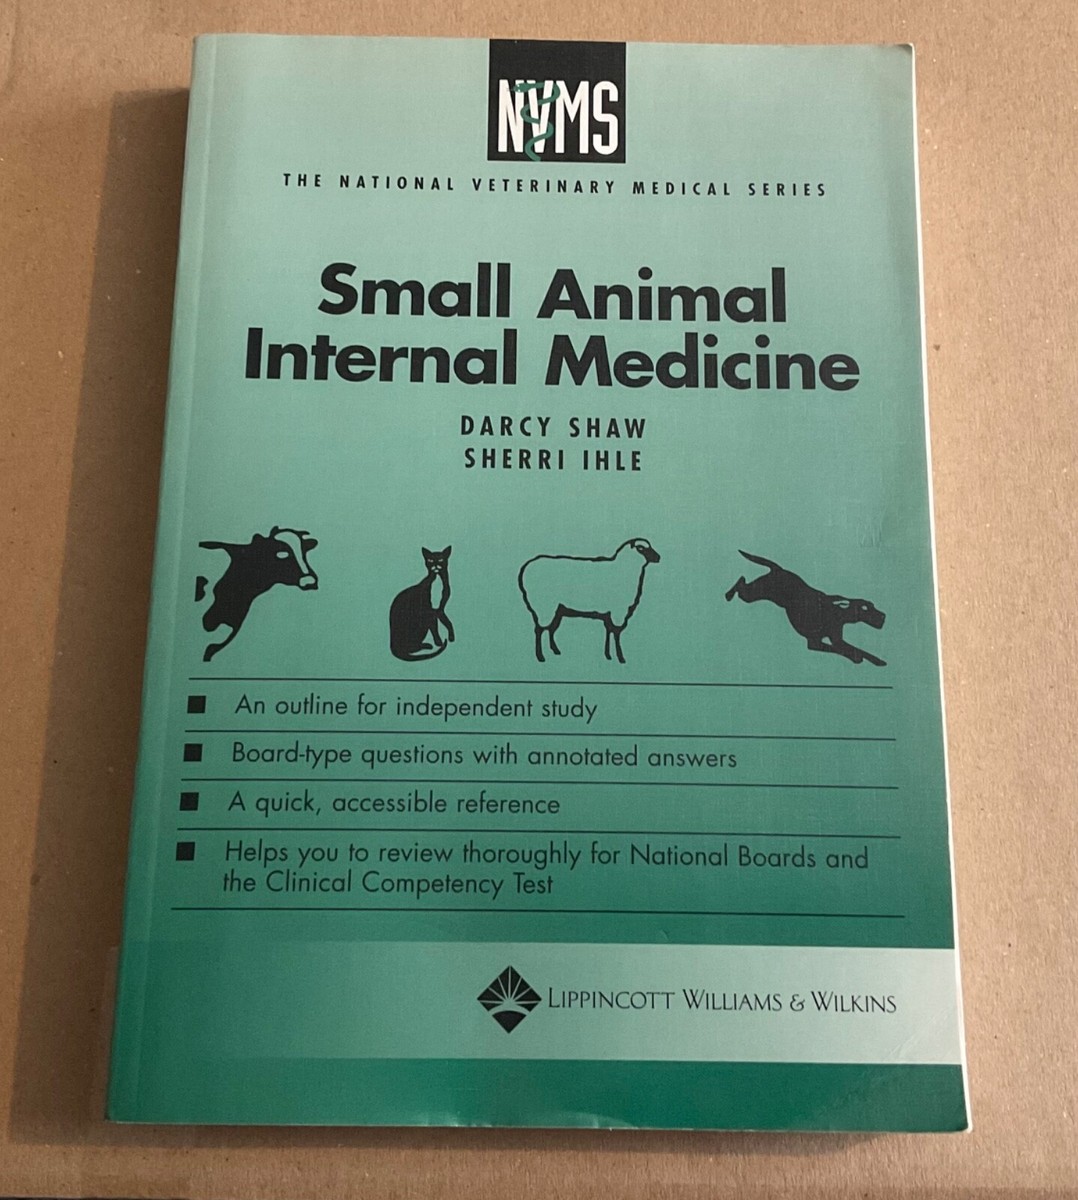 NVMS
THE NATIONAL VETERINARY MEDICAL SERIES
Small Animal
Internal Medicine
DARCY SHAW
SHERRI IHLE
An outline for independent study
Board-type questions with annotated answers
A quick, accessible reference
Helps you to review thoroughly for National Boards and
the Clinical Competency Test
LIPPINCOTT WILLIAMS & WILKINS